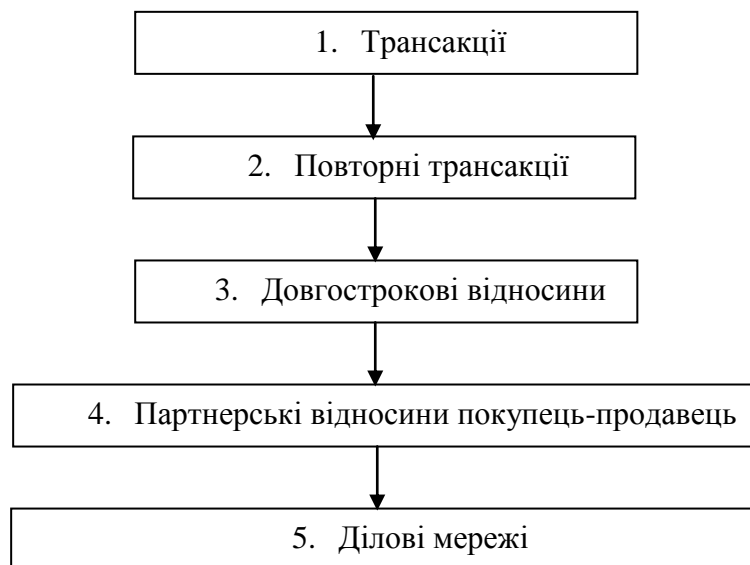 1. Трансакції
2. Повторні трансакції
3. Довгострокові відносини
4. Партнерські відносини покупець-продавець
5. Ділові мережі